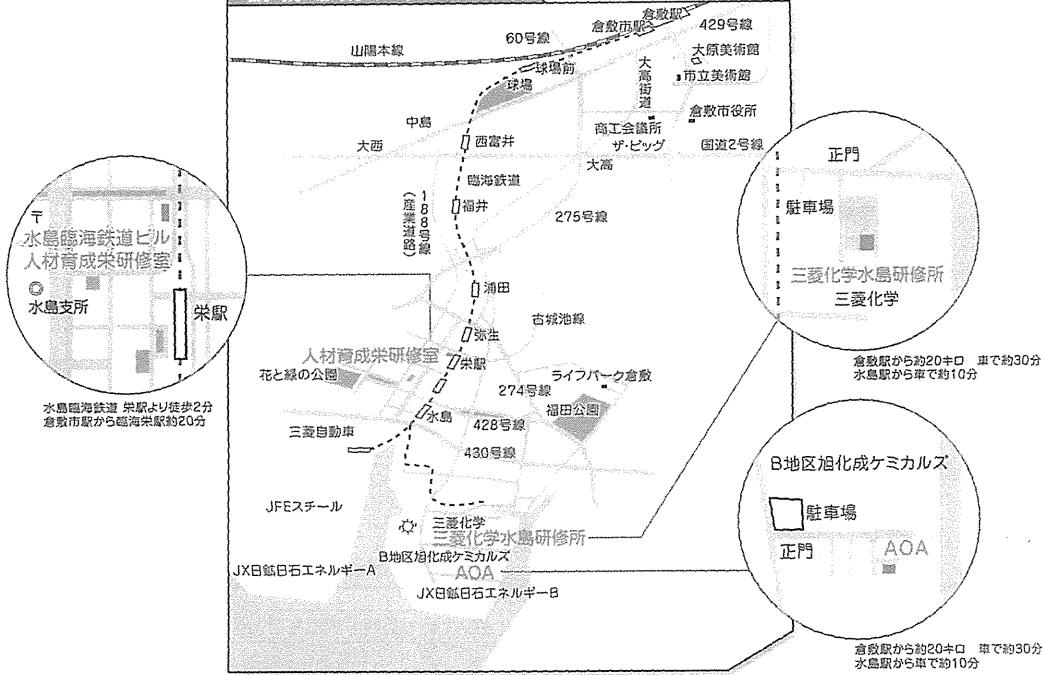 倉敷駅
倉敷市駅
429号線
60号線
山陽本線
大原美術館
球場前
大高街道
市立美術館
球場
倉敷市役所
中島
商工会議所
西富井
ザ・ビッグ
国道2号線
大西
大高
臨海鉄道
188号線
(産業道路)
福井
275号線
浦田
古城池線
弥生
人材育成栄研修室
栄駅
花と緑の公園
ライフパーク倉敷
274号線
福田公園
水島
428号線
三菱自動車
430号線
JFEスチール
三菱化学
三菱化学水島研修所
B地区旭化成ケミカルズ
JX日鉱日石エネルギーA
AOA
JX日鉱日石エネルギーB
〒
水島臨海鉄道ビル
人材育成栄研修室
◎
水島支所
栄駅
水島臨海鉄道 栄駅より徒歩2分
倉敷市駅から臨海栄駅約20分
正門
駐車場
三菱化学水島研修所
三菱化学
倉敷駅から約20キロ 車で約30分
水島駅から車で約10分
B地区旭化成ケミカルズ
駐車場
正門
AOA
倉敷駅から約20キロ 車で約30分
水島駅から車で約10分